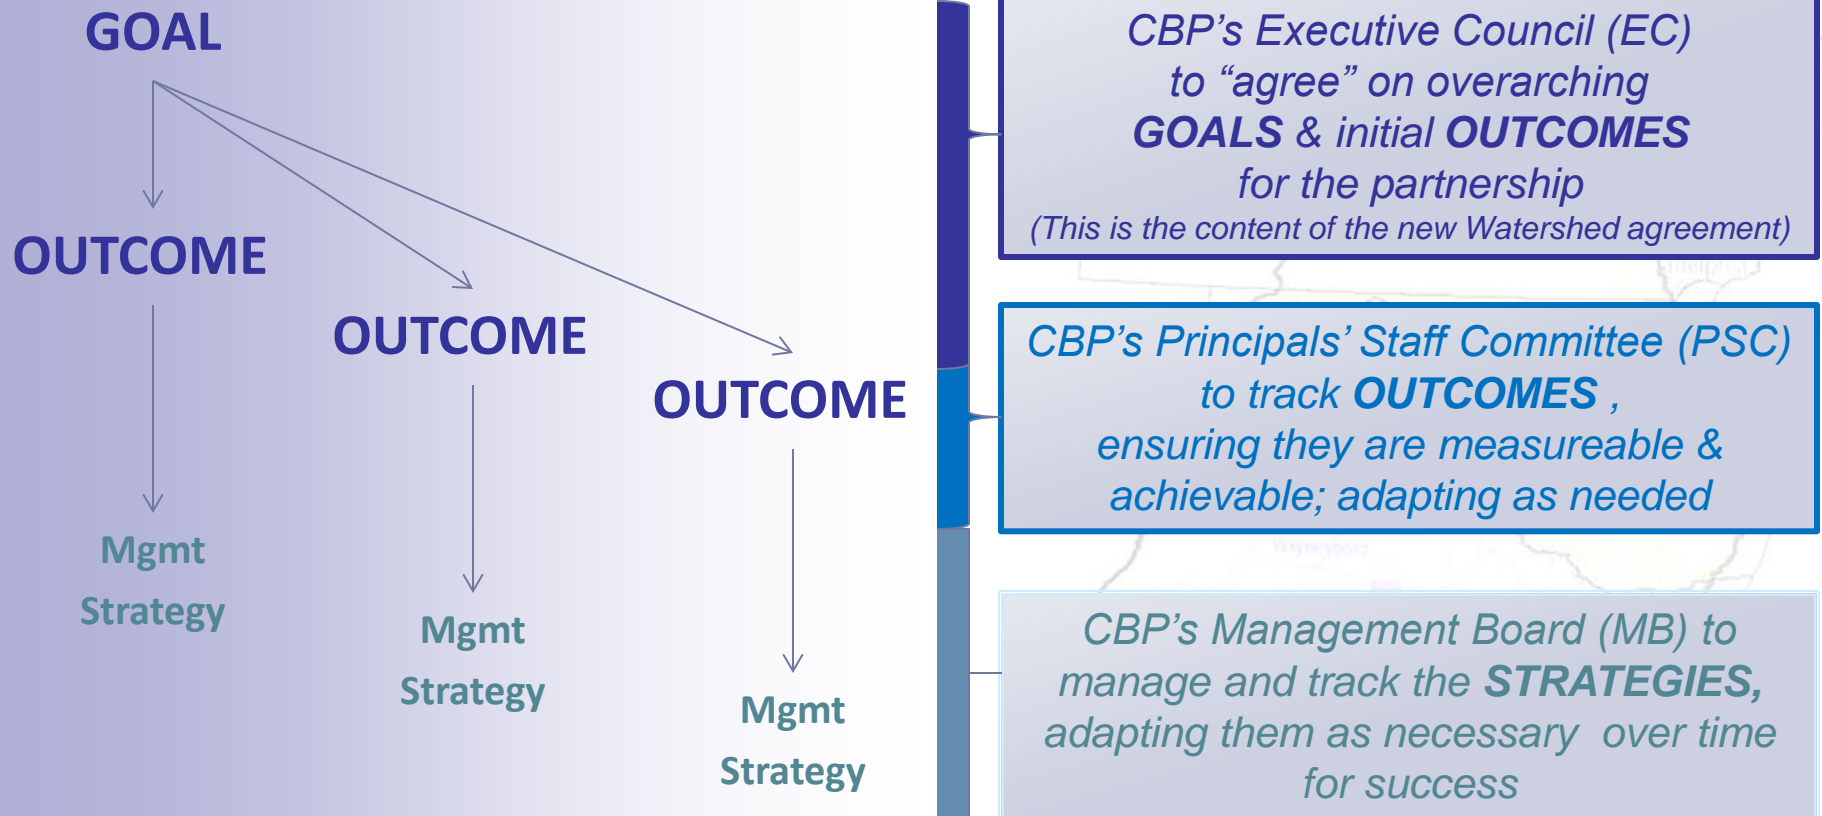 GOAL
OUTCOME
OUTCOME
OUTCOME
Mgmt
Strategy
Mgmt
Strategy
Mgmt
Strategy
CBP’s Executive Council (EC)
to “agree” on overarching
GOALS & initial OUTCOMES
for the partnership
(This is the content of the new Watershed agreement)
CBP’s Principals’ Staff Committee (PSC)
to track OUTCOMES ,
ensuring they are measureable &
achievable; adapting as needed
Waynesboro
CBP’s Management Board (MB) to
manage and track the STRATEGIES,
adapting them as necessary  over time
for success